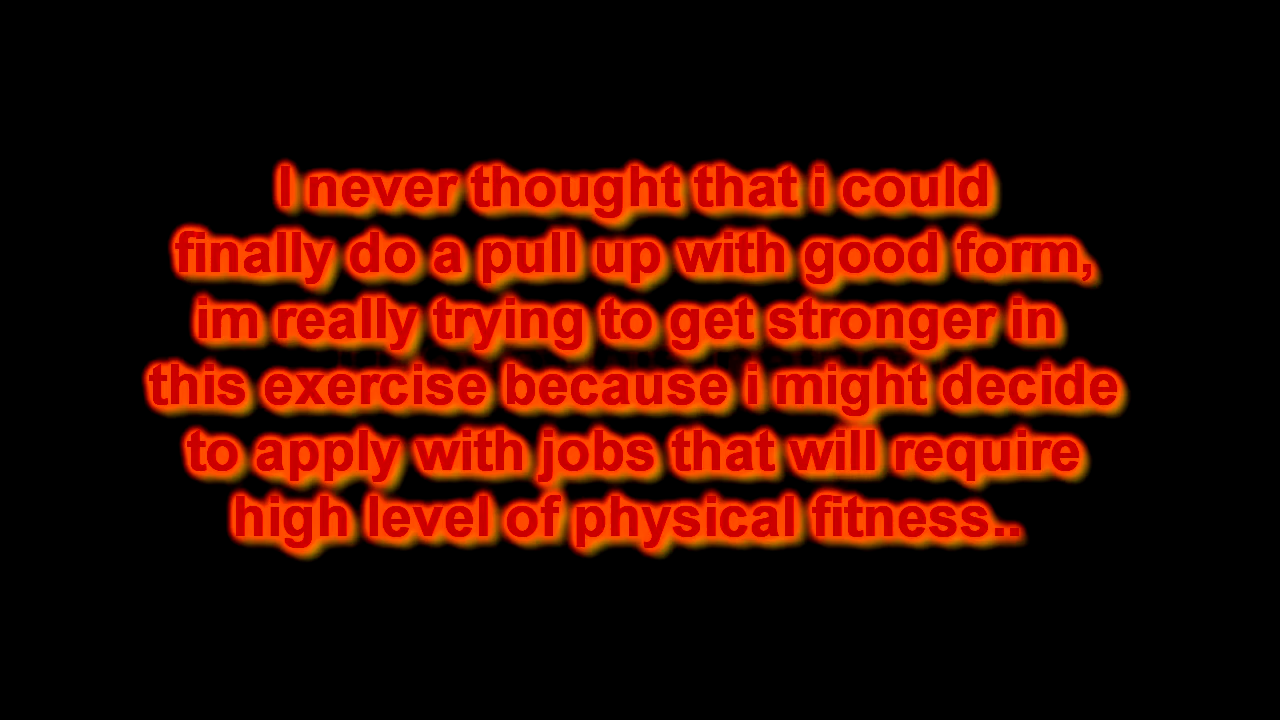 I never thought that i could
finally do a pull up with good form,
im really trying to get stronger in
this exercise because i might decide
to apply with jobs that will require
high level of physical fitness..